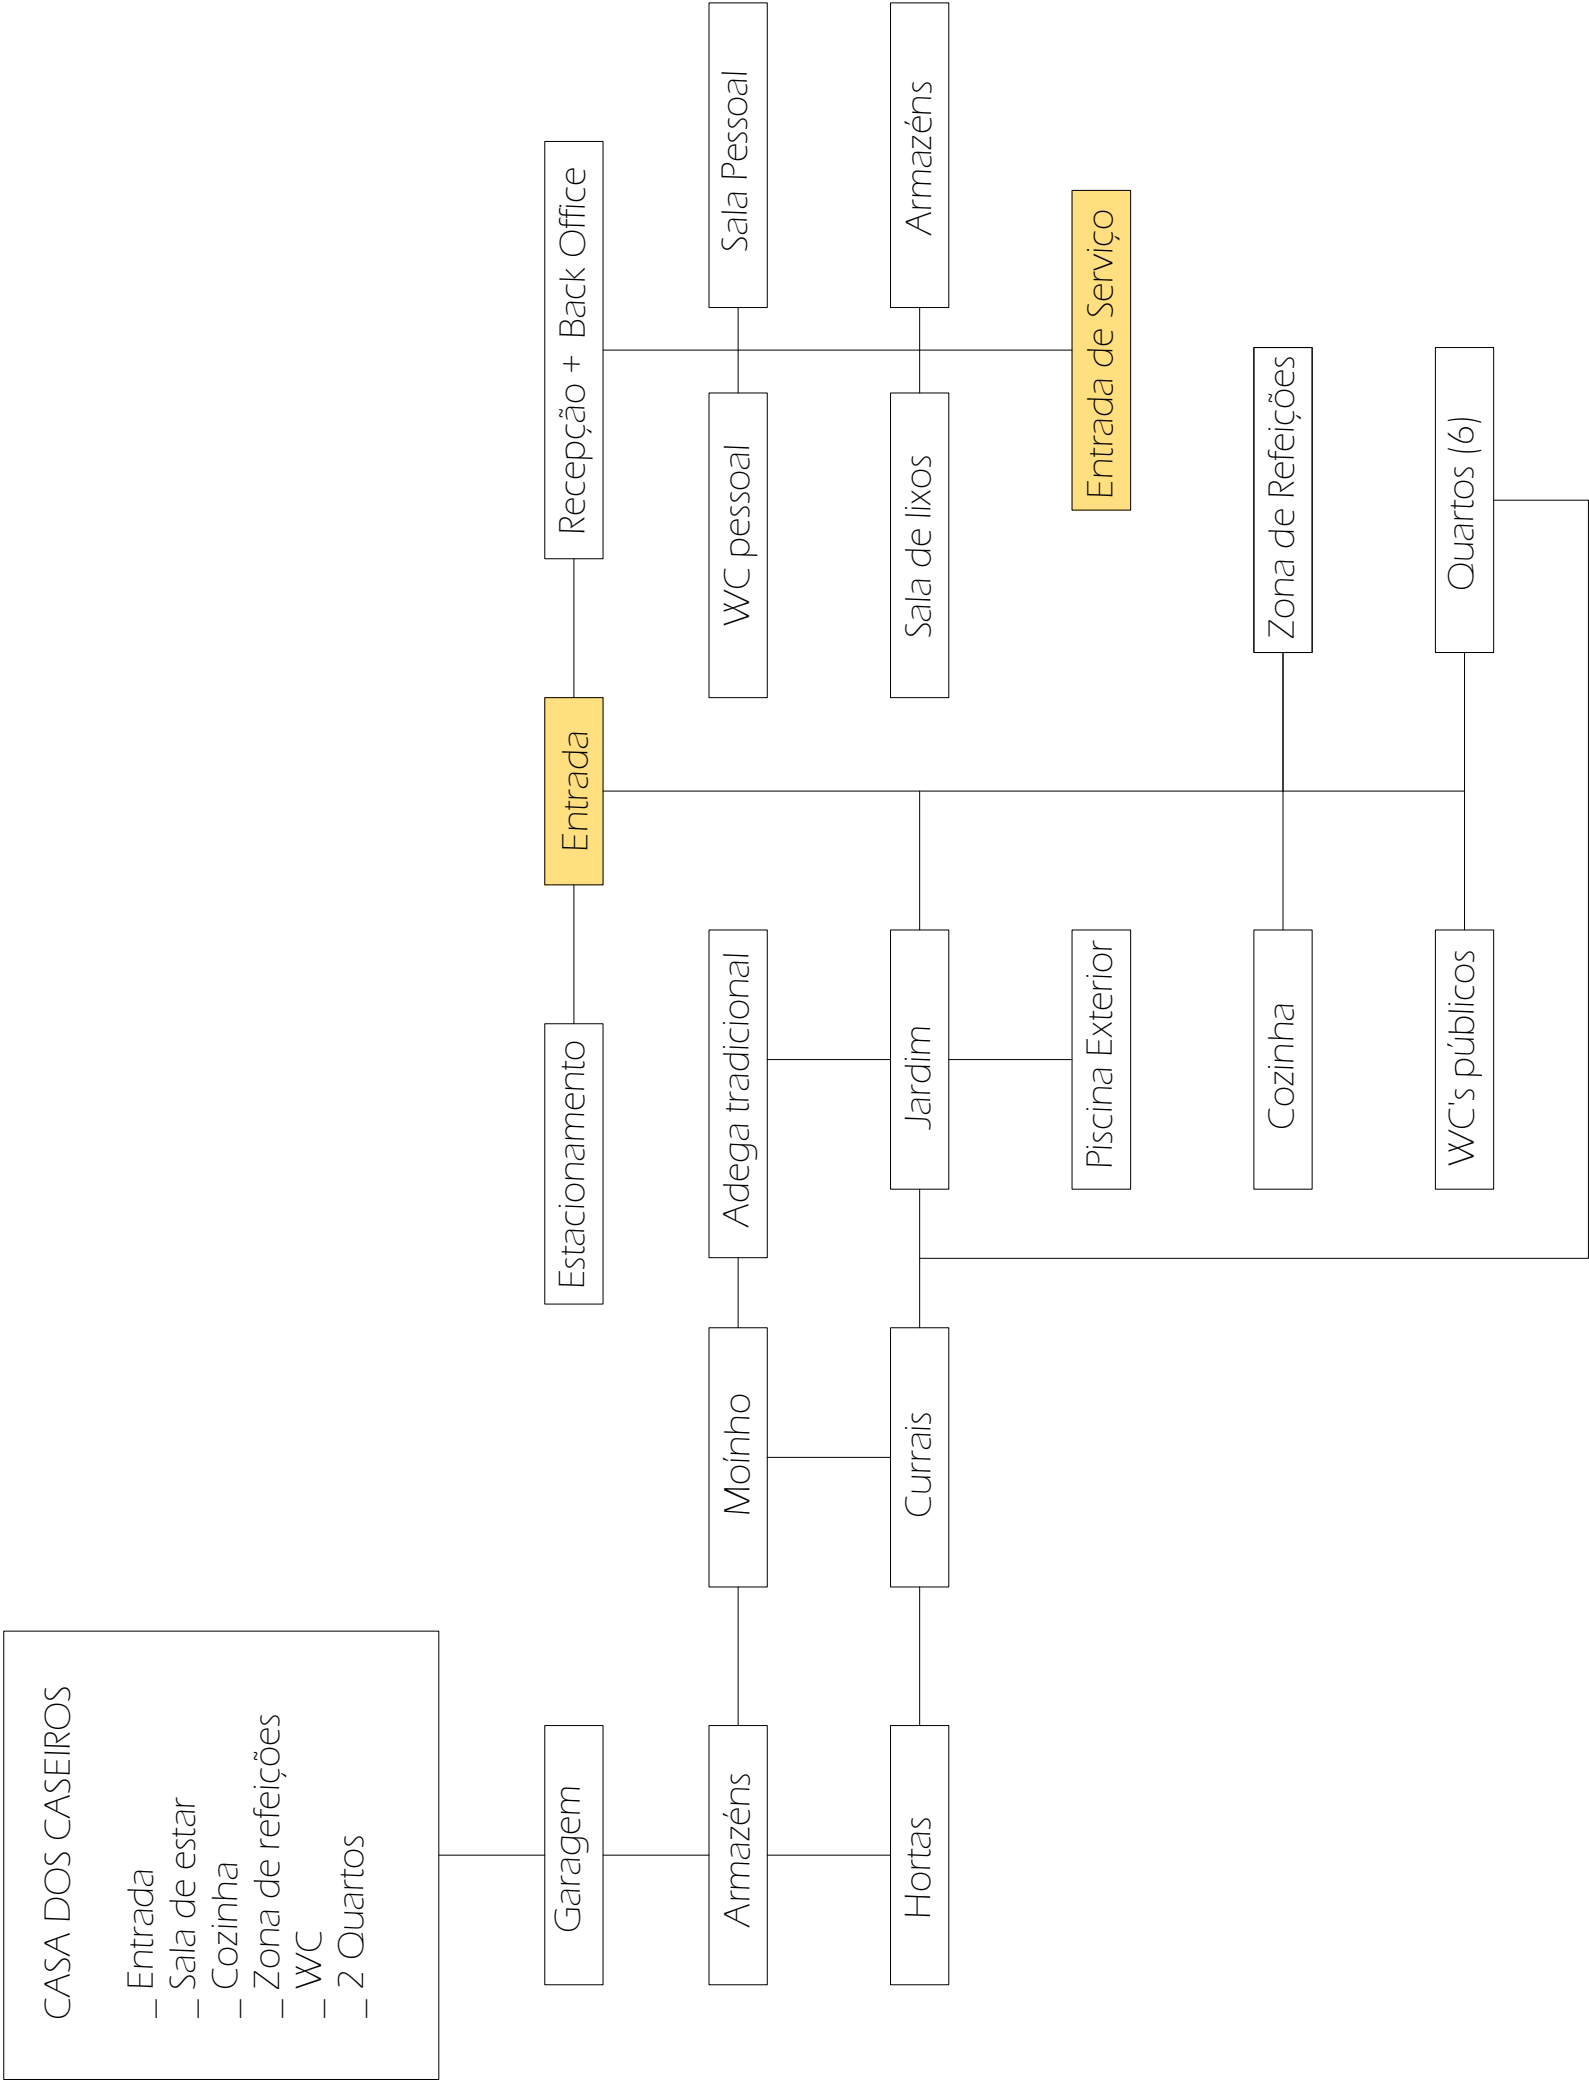 CASA DOS CASEIROS
_ Entrada
_ Sala de estar
_ Cozinha
_ Zona de refeições
_ WC
_ 2 Quartos
Garagem
Estacionamento
Entrada
Recepção + Back Office
Armazéns
Moínho
Adega tradicional
WC pessoal
Sala Pessoal
Hortas
Currais
Jardim
Sala de lixos
Armazéns
Piscina Exterior
Entrada de Serviço
Cozinha
Zona de Refeições
WC's públicos
Quartos (6)